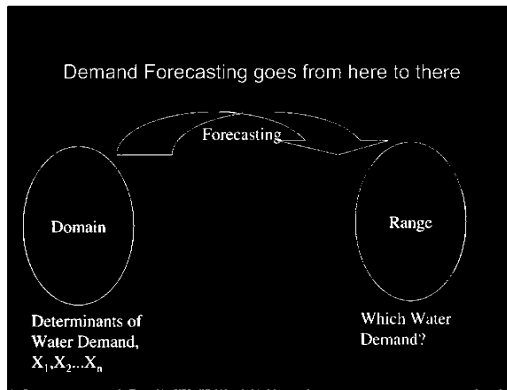 Demand Forecasting goes from here to there
Forecasting
Domain
Range
Determinants of
Water Demand,
X₁,X₂...Xₙ
Which Water
Demand?